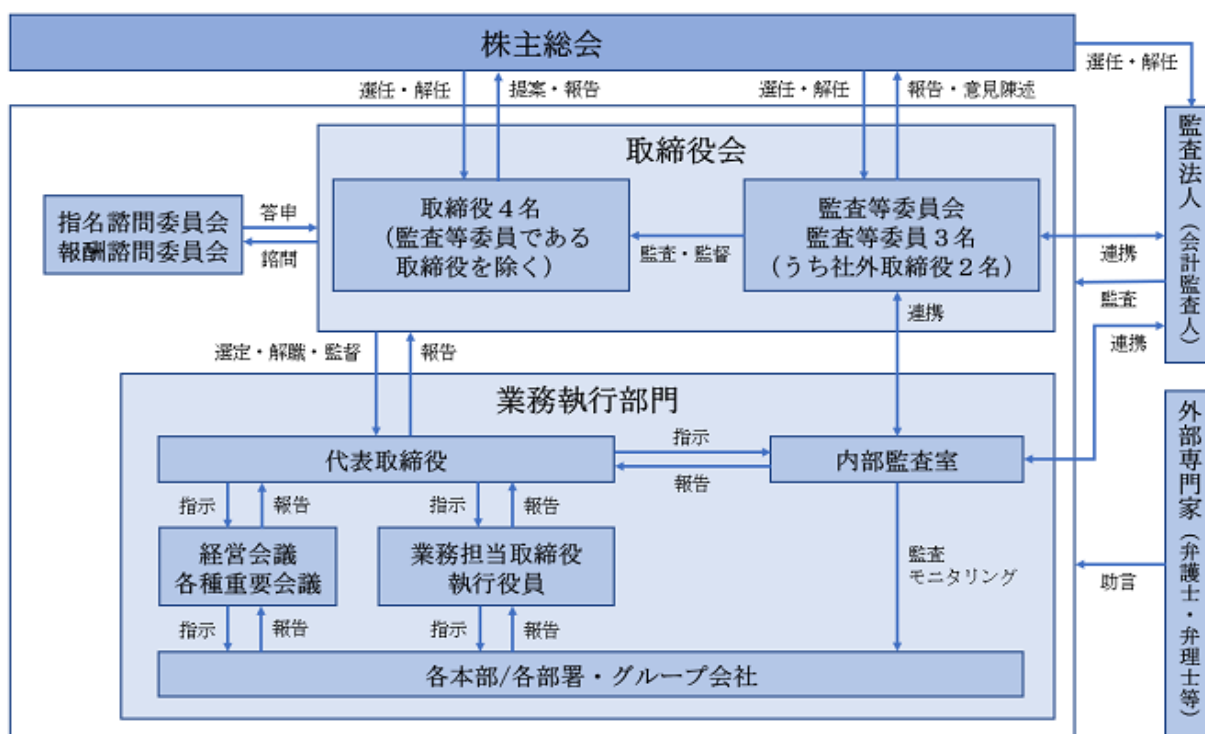 株主総会
選任・解任
提案・報告
選任・解任
報告・意見陳述
選任・解任
取締役会
指名諮問委員会
報酬諮問委員会
答申
諮問
取締役4名
（監査等委員である
取締役を除く）
監査・監督
監査等委員会
監査等委員3名
（うち社外取締役2名）
連携
監査
連携
監査法人（会計監査人）
連携
選定・解職・監督
報告
業務執行部門
代表取締役
指示
報告
内部監査室
指示
報告
指示
報告
経営会議
各種重要会議
業務担当取締役
執行役員
監査
モニタリング
指示
報告
指示
報告
各本部/各部署・グループ会社
助言
外部専門家（弁護士・弁理士等）